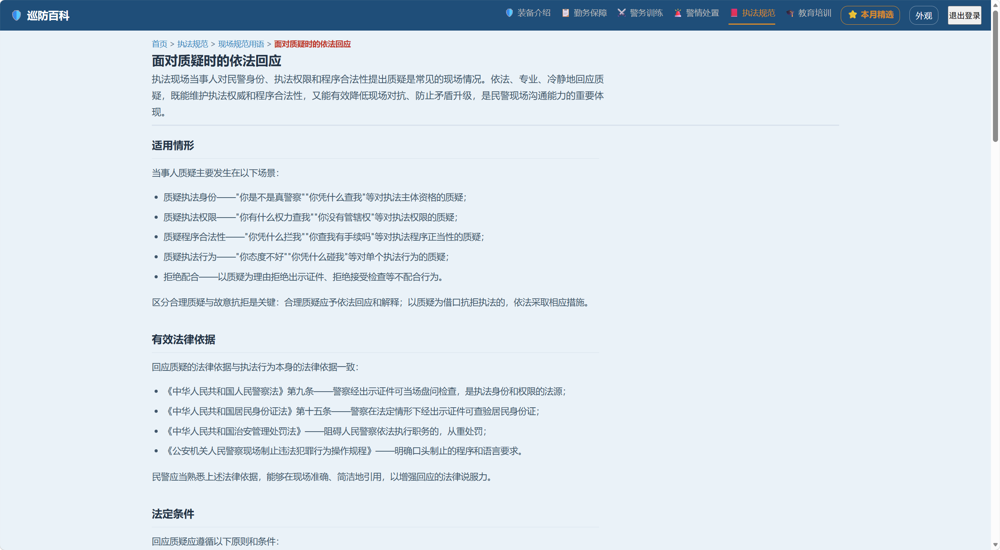 巡防百科
装备介绍
勤务保障
警务训练
警情处置
执法规范
教育培训
本月精选
外观
退出登录
首页 > 执法规范 > 现场规范用语 > 面对质疑时的依法回应
面对质疑时的依法回应
执法现场当事人对民警身份、执法权限和程序合法性提出质疑是常见的现场情况。依法、专业、冷静地回应质
疑，既能维护执法权威和程序合法性，又能有效降低现场对抗、防止矛盾升级，是民警现场沟通能力的重要体
现。
适用情形
当事人质疑主要发生在以下场景：
• 质疑执法身份——"你是不是真警察""你凭什么查我"等对执法主体资格的质疑；
• 质疑执法权限——"你有什么权力查我""你没有管辖权"等对执法权限的质疑；
• 质疑程序合法性——"你凭什么拦我""你查我有手续吗"等对执法程序正当性的质疑；
• 质疑执法行为——"你态度不好""你凭什么碰我"等对单个执法行为的质疑；
• 拒绝配合——以质疑为理由拒绝出示证件、拒绝接受检查等不配合行为。
区分合理质疑与故意抗拒是关键：合理质疑应予依法回应和解释；以质疑为借口抗拒执法的，依法采取相应措施。
有效法律依据
回应质疑的法律依据与执法行为本身的法律依据一致：
• 《中华人民共和国人民警察法》第九条——警察经出示证件可当场盘问检查，是执法身份和权限的法源；
• 《中华人民共和国居民身份证法》第十五条——警察在法定情形下经出示证件可查验居民身份证；
• 《中华人民共和国治安管理处罚法》——阻碍人民警察依法执行职务的，从重处罚；
• 《公安机关人民警察现场制止违法犯罪行为操作规程》——明确口头制止的程序和语言要求。
民警应当熟悉上述法律依据，能够在现场准确、简洁地引用，以增强回应的法律说服力。
法定条件
回应质疑应遵循以下原则和条件：